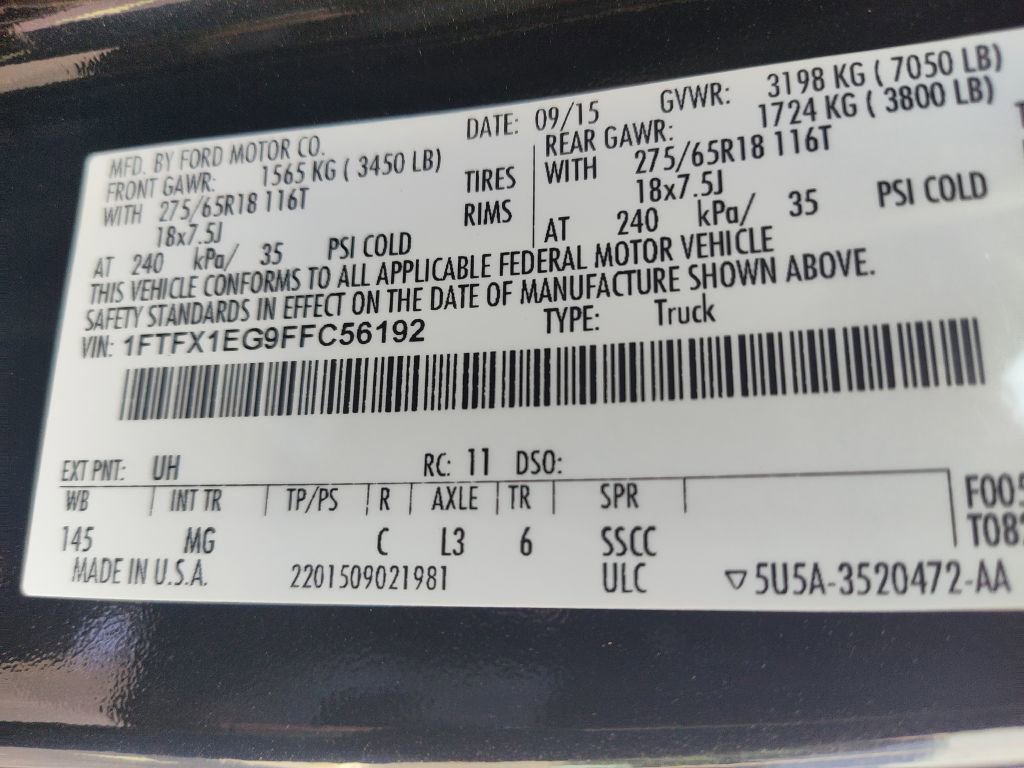 MFD. BY FORD MOTOR CO. DATE: 09/15 GVWR: 3198 KG ( 7050 LB)
FRONT GAWR: 1565 KG ( 3450 LB) REAR GAWR: 1724 KG ( 3800 LB)
WITH 275/65R18 116T TIRES WITH 275/65R18 116T
18x7.5J RIMS 18x7.5J
AT 240 kPa/ 35 PSI COLD AT 240 kPa/ 35 PSI COLD
THIS VEHICLE CONFORMS TO ALL APPLICABLE FEDERAL MOTOR VEHICLE
SAFETY STANDARDS IN EFFECT ON THE DATE OF MANUFACTURE SHOWN ABOVE.
VIN: 1FTFX1EG9FFC56192 TYPE: Truck
EXT PNT: UH RC: 11 DSO:
WB INT TR TP/PS R AXLE TR SPR
145 MG C L3 6 SSCC
MADE IN U.S.A. 2201509021981 ULC ▽5U5A-3520472-AA